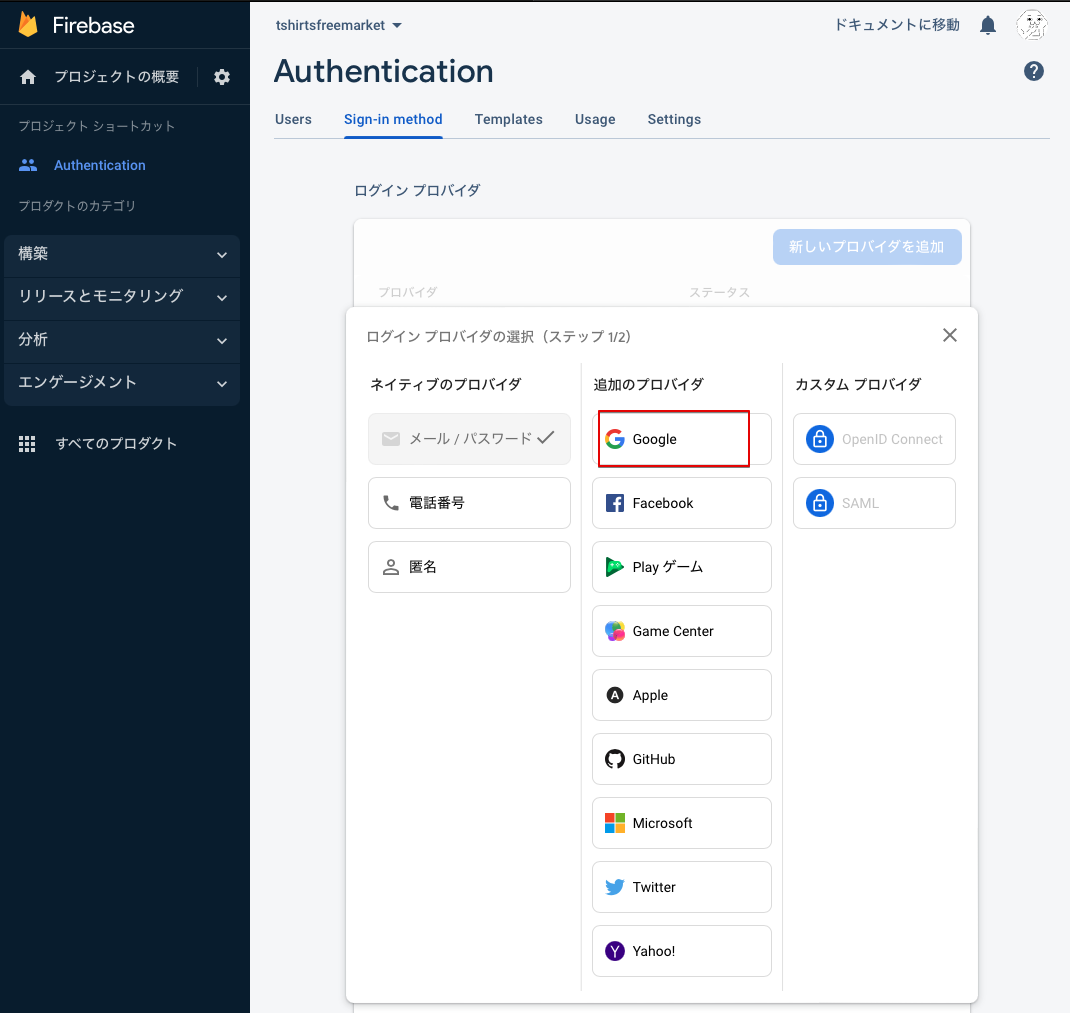 Firebase
プロジェクトの概要
プロジェクト ショートカット
Authentication
プロダクトのカテゴリ
構築
リリースとモニタリング
分析
エンゲージメント
すべてのプロダクト
tshirtsfreemarket
ドキュメントに移動
Authentication
Users
Sign-in method
Templates
Usage
Settings
ログイン プロバイダ
新しいプロバイダを追加
プロバイダ
ステータス
ログイン プロバイダの選択（ステップ 1/2）
ネイティブのプロバイダ
メール / パスワード
電話番号
匿名
追加のプロバイダ
Google
Facebook
Play ゲーム
Game Center
Apple
GitHub
Microsoft
Twitter
Yahoo!
カスタム プロバイダ
OpenID Connect
SAML